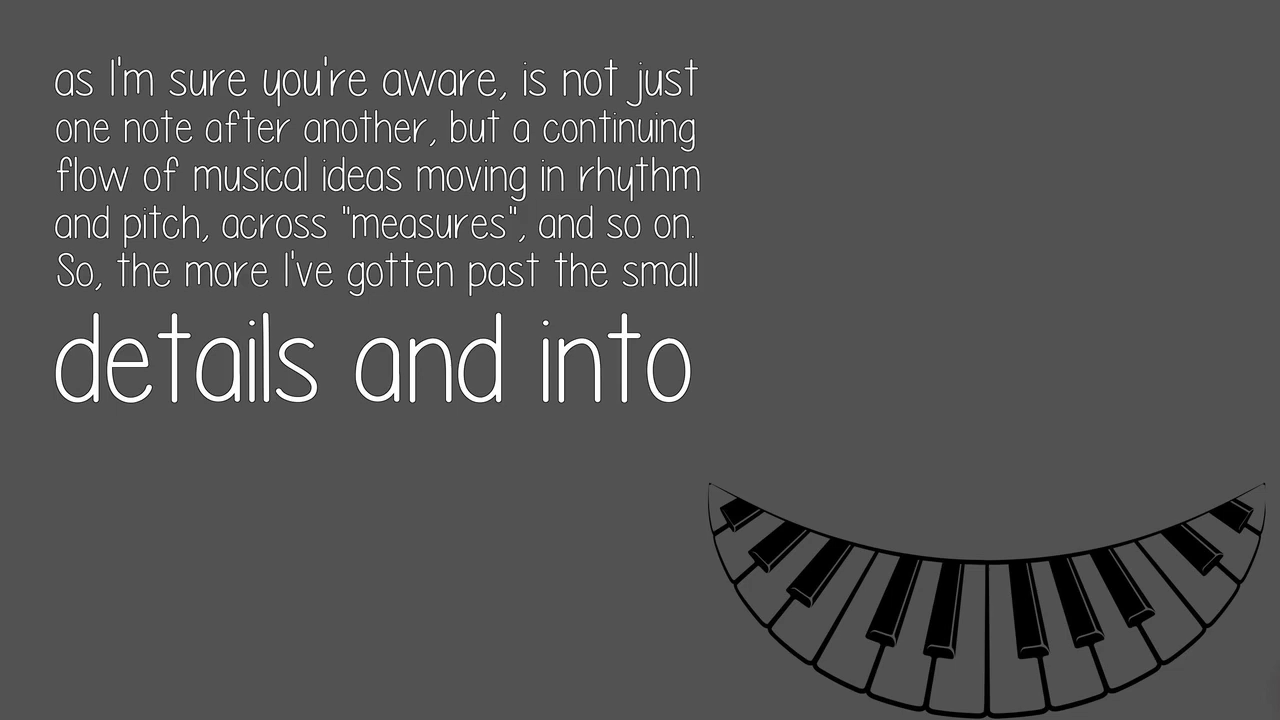 as I'm sure you're aware, is not just
one note after another, but a continuing
flow of musical ideas moving in rhythm
and pitch, across "measures", and so on.
So, the more I've gotten past the small
details and into